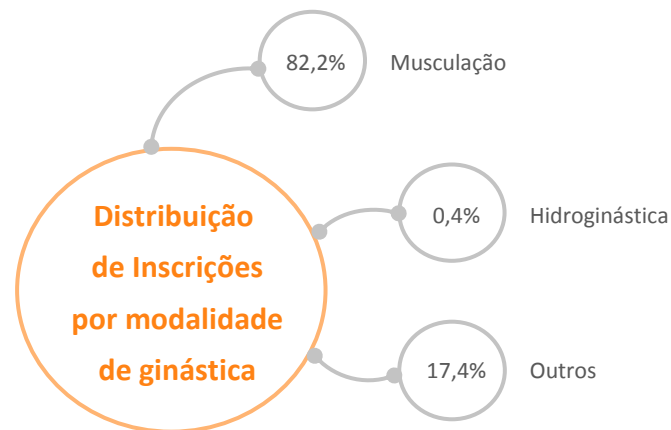 82,2% Musculação
Distribuição
de Inscrições
por modalidade
de ginástica
0,4% Hidroginástica
17,4% Outros